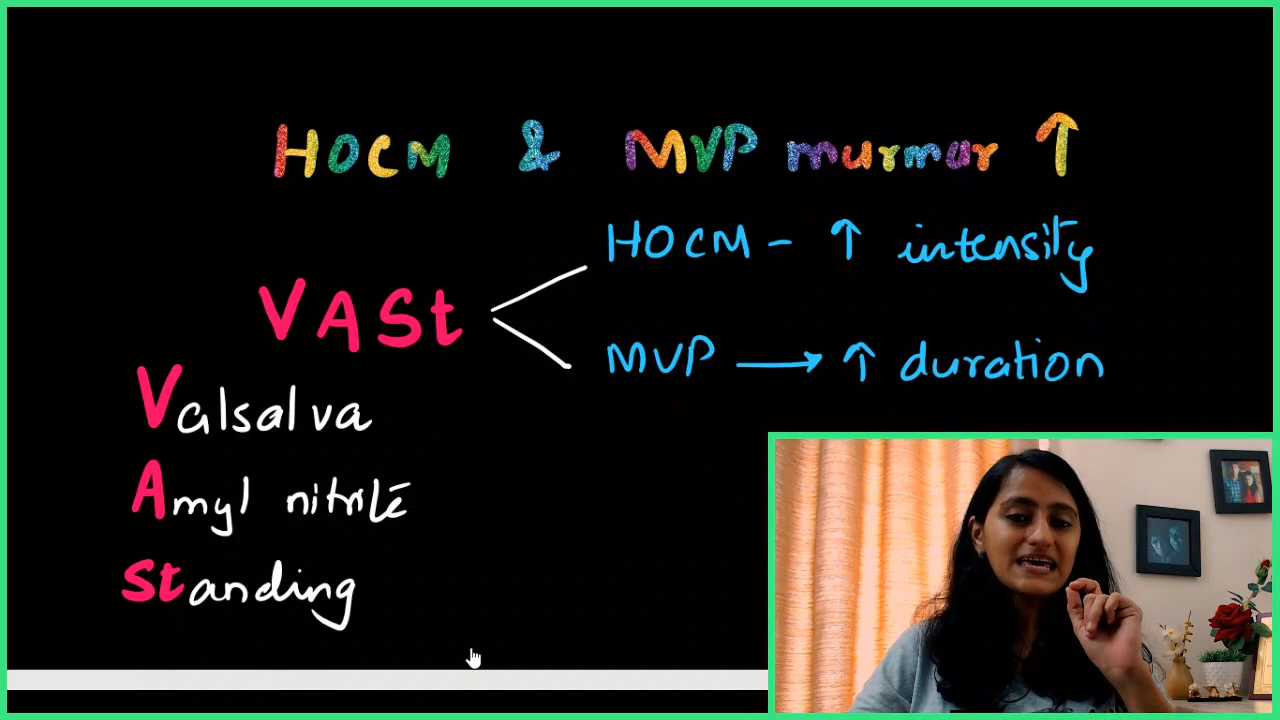 HOCM & MVP murmur ↑
HOCM - ↑ intensity
VASt
MVP → ↑ duration
Valsalva
Amyl nitrite
Standing